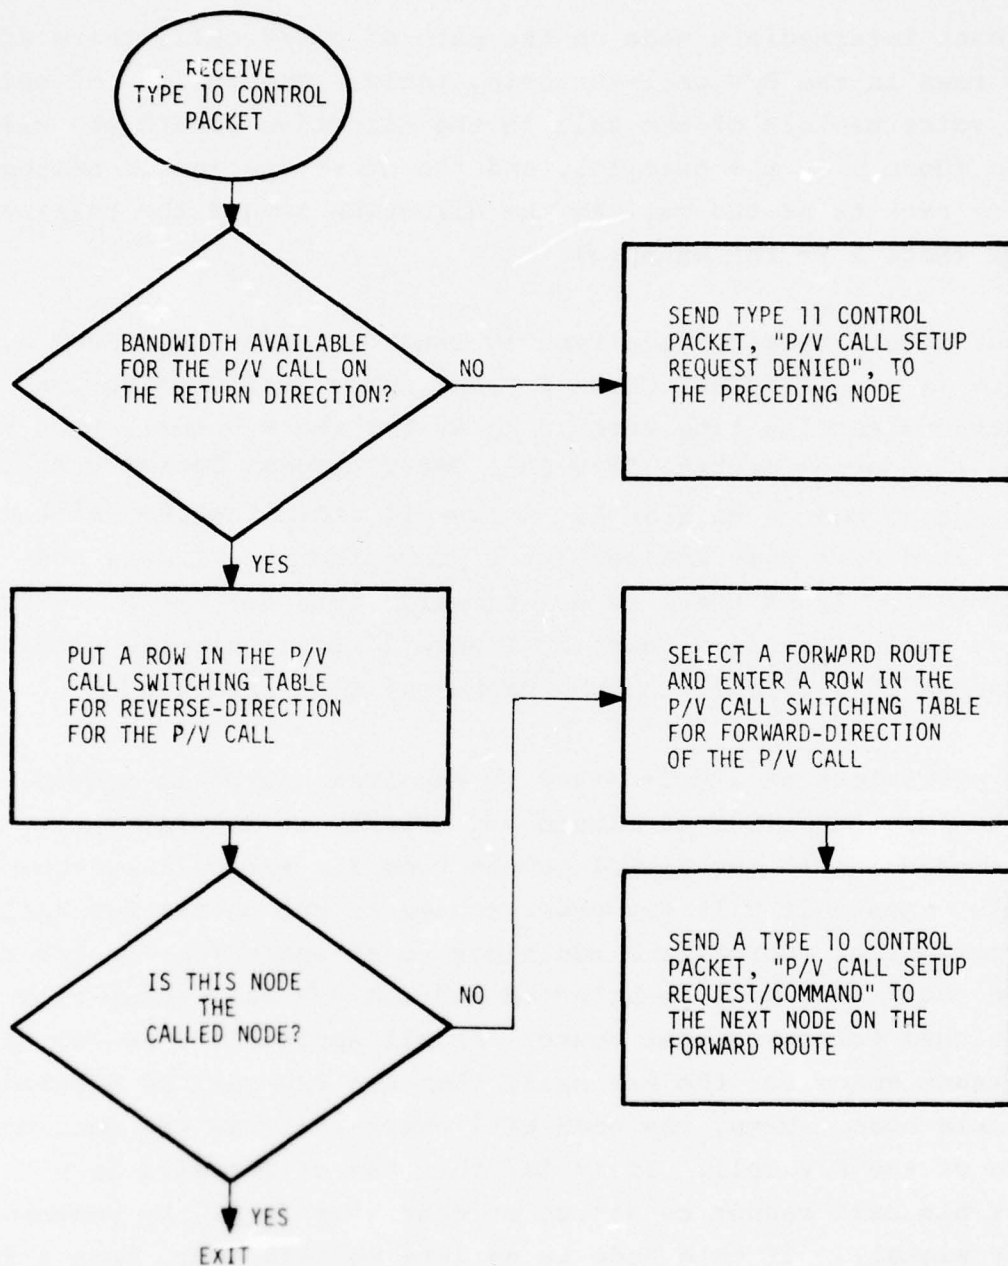 RECEIVE
TYPE 10 CONTROL
PACKET
BANDWIDTH AVAILABLE
FOR THE P/V CALL ON
THE RETURN DIRECTION?
NO
SEND TYPE 11 CONTROL
PACKET, "P/V CALL SETUP
REQUEST DENIED", TO
THE PRECEDING NODE
YES
PUT A ROW IN THE P/V
CALL SWITCHING TABLE
FOR REVERSE-DIRECTION
FOR THE P/V CALL
SELECT A FORWARD ROUTE
AND ENTER A ROW IN THE
P/V CALL SWITCHING TABLE
FOR FORWARD-DIRECTION
OF THE P/V CALL
IS THIS NODE
THE
CALLED NODE?
NO
SEND A TYPE 10 CONTROL
PACKET, "P/V CALL SETUP
REQUEST/COMMAND" TO
THE NEXT NODE ON THE
FORWARD ROUTE
YES
EXIT